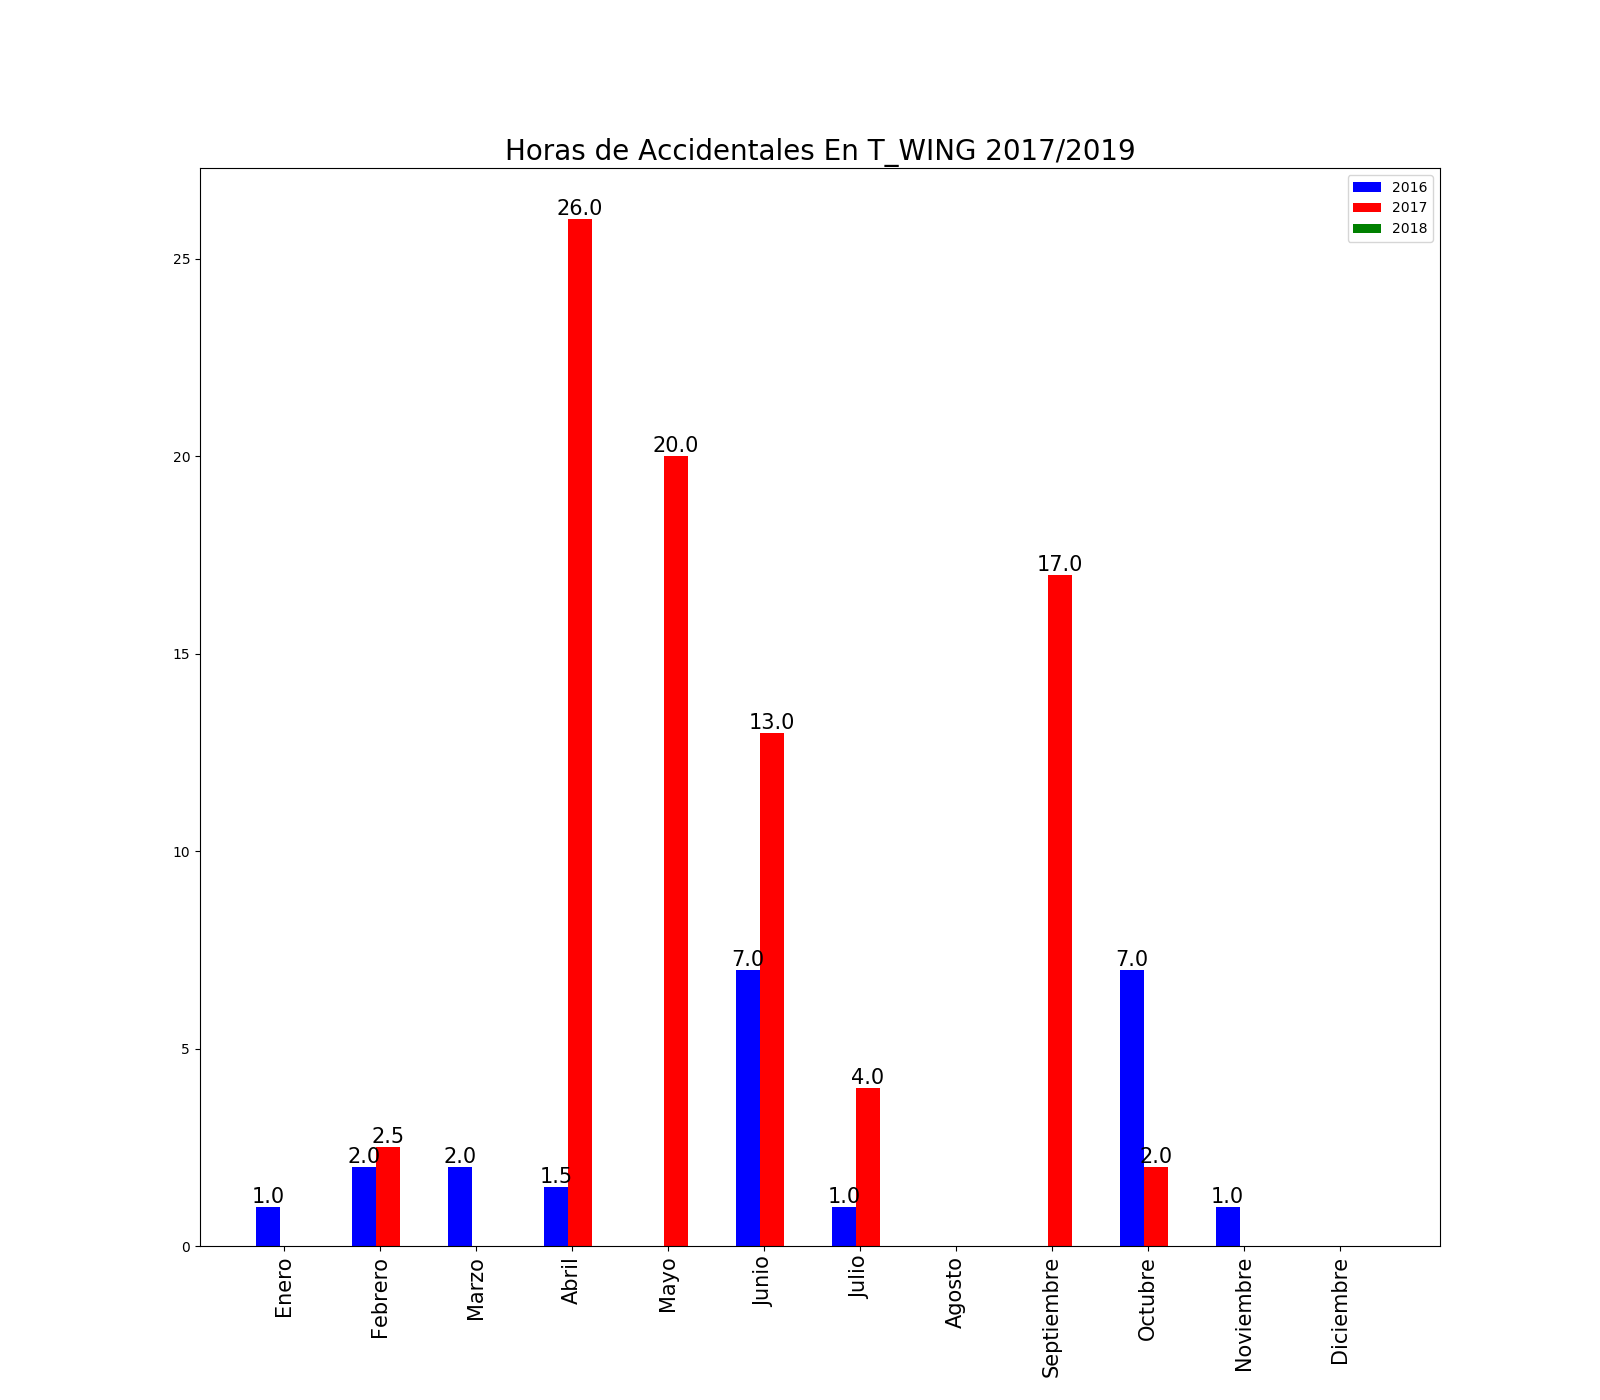 Horas de Accidentales En T_WING 2017/2019
2016
2017
2018
26.0
25
20.0
20
17.0
15
13.0
10
7.0
7.0
5
4.0
2.5
2.0
2.0
2.0
1.5
1.0
1.0
1.0
0
Enero
Febrero
Marzo
Abril
Mayo
Junio
Julio
Agosto
Septiembre
Octubre
Noviembre
Diciembre